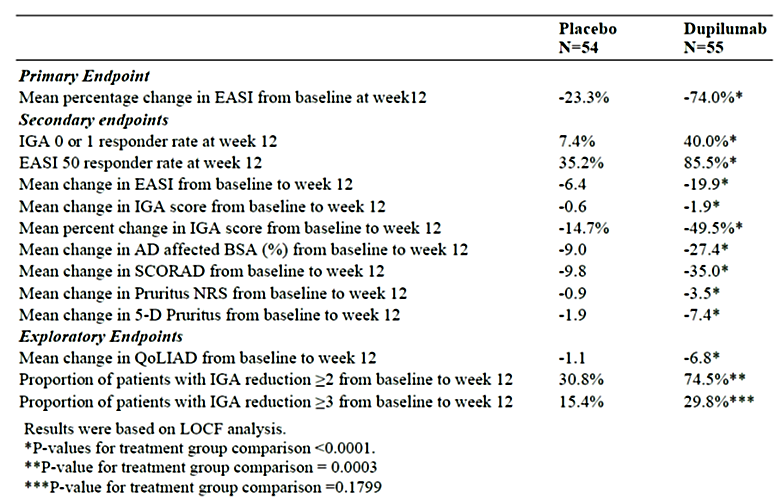 Placebo Dupilumab
N=54 N=55
Primary Endpoint
Mean percentage change in EASI from baseline at week12 -23.3% -74.0%*
Secondary endpoints
IGA 0 or 1 responder rate at week 12 7.4% 40.0%*
EASI 50 responder rate at week 12 35.2% 85.5%*
Mean change in EASI from baseline to week 12 -6.4 -19.9*
Mean change in IGA score from baseline to week 12 -0.6 -1.9*
Mean percent change in IGA score from baseline to week 12 -14.7% -49.5%*
Mean change in AD affected BSA (%) from baseline to week 12 -9.0 -27.4*
Mean change in SCORAD from baseline to week 12 -9.8 -35.0*
Mean change in Pruritus NRS from baseline to week 12 -0.9 -3.5*
Mean change in 5-D Pruritus from baseline to week 12 -1.9 -7.4*
Exploratory Endpoints
Mean change in QoLIAD from baseline to week 12 -1.1 -6.8*
Proportion of patients with IGA reduction ≥2 from baseline to week 12 30.8% 74.5%**
Proportion of patients with IGA reduction ≥3 from baseline to week 12 15.4% 29.8%***
Results were based on LOCF analysis.
*P-values for treatment group comparison <0.0001.
**P-value for treatment group comparison = 0.0003
***P-value for treatment group comparison =0.1799